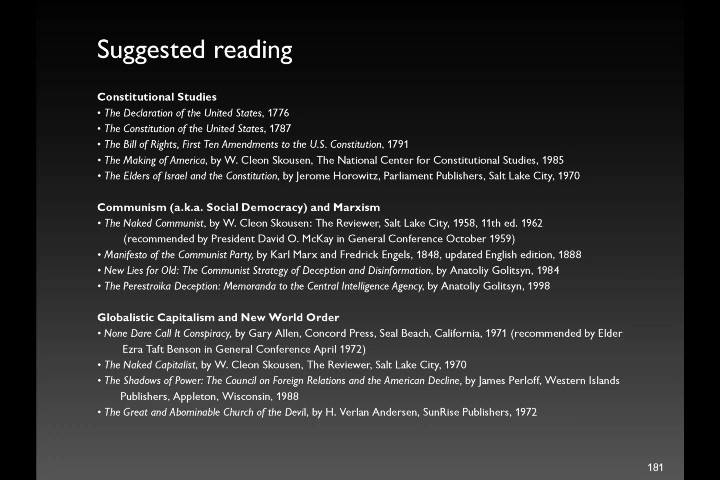 Suggested reading
Constitutional Studies
• The Declaration of the United States, 1776
• The Constitution of the United States, 1787
• The Bill of Rights, First Ten Amendments to the U.S. Constitution, 1791
• The Making of America, by W. Cleon Skousen, The National Center for Constitutional Studies, 1985
• The Elders of Israel and the Constitution, by Jerome Horowitz, Parliament Publishers, Salt Lake City, 1970
Communism (a.k.a. Social Democracy) and Marxism
• The Naked Communist, by W. Cleon Skousen: The Reviewer, Salt Lake City, 1958, 11th ed. 1962
(recommended by President David O. McKay in General Conference October 1959)
• Manifesto of the Communist Party, by Karl Marx and Fredrick Engels, 1848, updated English edition, 1888
• New Lies for Old: The Communist Strategy of Deception and Disinformation, by Anatoliy Golitsyn, 1984
• The Perestroika Deception: Memoranda to the Central Intelligence Agency, by Anatoliy Golitsyn, 1998
Globalistic Capitalism and New World Order
• None Dare Call It Conspiracy, by Gary Allen, Concord Press, Seal Beach, California, 1971 (recommended by Elder
Ezra Taft Benson in General Conference April 1972)
• The Naked Capitalist, by W. Cleon Skousen, The Reviewer, Salt Lake City, 1970
• The Shadows of Power: The Council on Foreign Relations and the American Decline, by James Perloff, Western Islands
Publishers, Appleton, Wisconsin, 1988
• The Great and Abominable Church of the Devil, by H. Verlan Andersen, SunRise Publishers, 1972
181